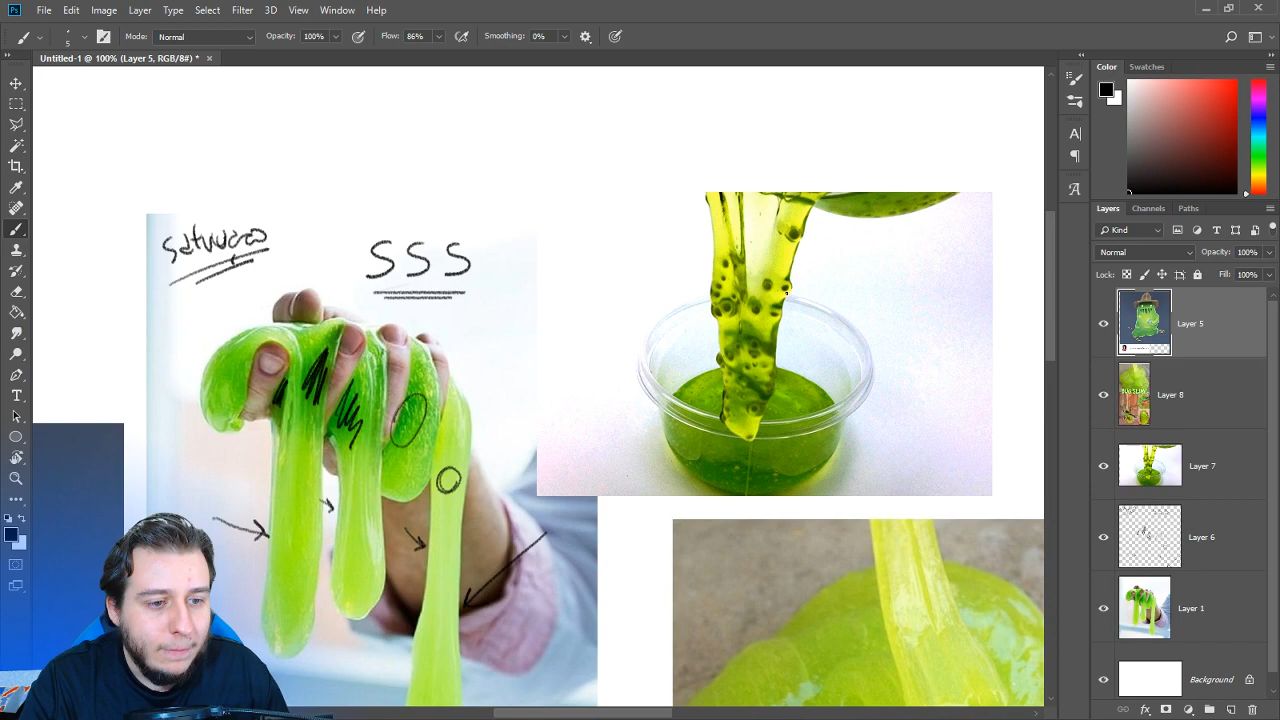 File Edit Image Layer Type Select Filter 3D View Window Help
5 Mode: Normal Opacity: 100% Flow: 86% Smoothing: 0%
Untitled-1 @ 100% (Layer 5, RGB/8#) * ×
Color Swatches
SSS
Layers Channels Paths
Kind
Normal Opacity: 100%
Lock: Fill: 100%
Layer 5
Layer 8
Layer 7
Layer 6
Layer 1
Background